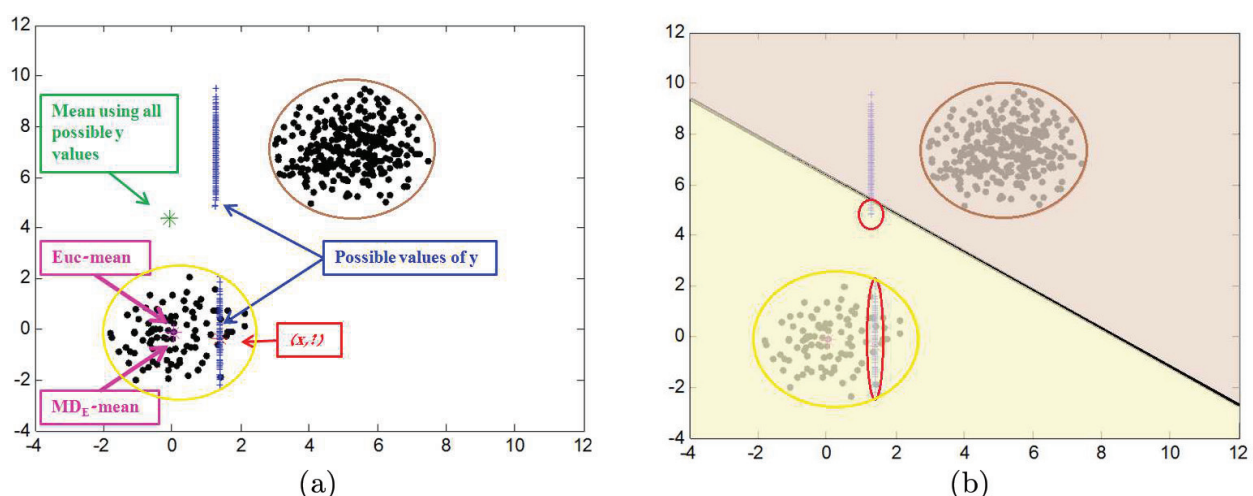 12
10
8
6
4
2
0
-2
-4
-4 -2 0 2 4 6 8 10 12
Mean using all
possible y
values
Euc-mean
Possible values of y
(x,?)
MDE-mean
(a)
12
10
8
6
4
2
0
-2
-4
-4 -2 0 2 4 6 8 10 12
(b)